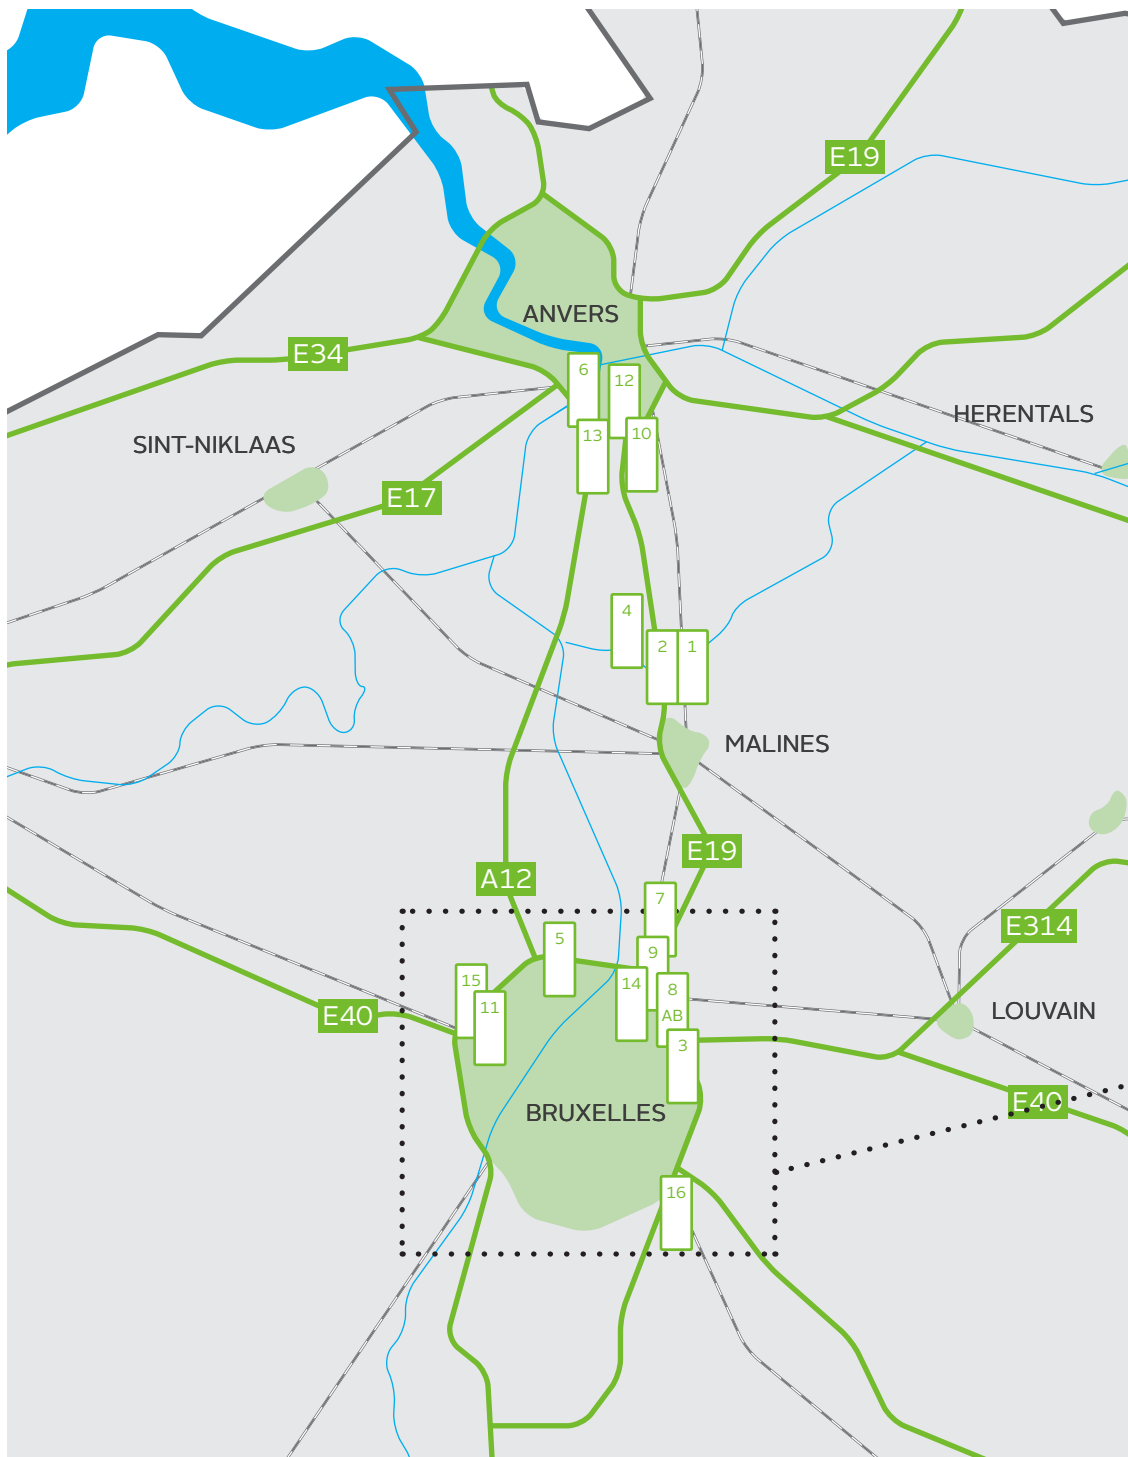 E19
ANVERS
E34
6
12
HERENTALS
SINT-NIKLAAS
13
10
E17
4
2
1
MALINES
E19
A12
7
E314
5
9
15
14
8
AB
11
LOUVAIN
E40
3
E40
BRUXELLES
16